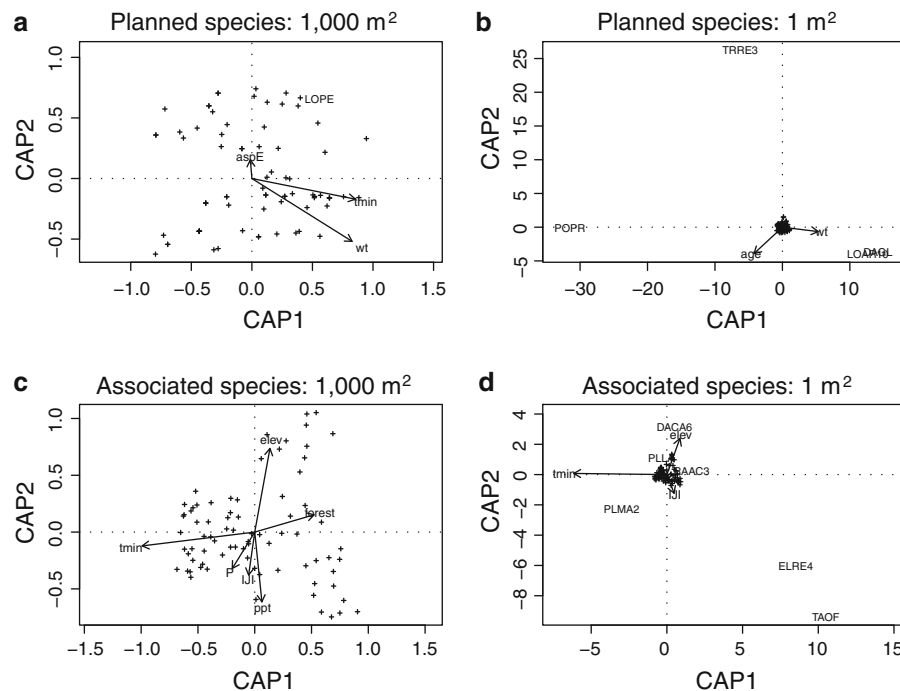 a Planned species: 1,000 m²
1.0
0.5
0.0
−0.5
CAP2
LOPE
aspE
tmin
wt
−1.0 −0.5 0.0 0.5 1.0 1.5
CAP1
b Planned species: 1 m²
25
20
15
10
5
0
−5
CAP2
TRRE3
POPR
wt
age
DAGL
−30 −20 −10 0 10
CAP1
c Associated species: 1,000 m²
1.0
0.5
0.0
−0.5
CAP2
elev
forest
tmin
P
IJI
ppt
−1.5 −1.0 −0.5 0.0 0.5 1.0 1.5
CAP1
d Associated species: 1 m²
4
2
0
−2
−4
−6
−8
CAP2
DACA6
elev
tmin
IJI
PLMA2
ELRE4
TAOF
−5 0 5 10 15
CAP1